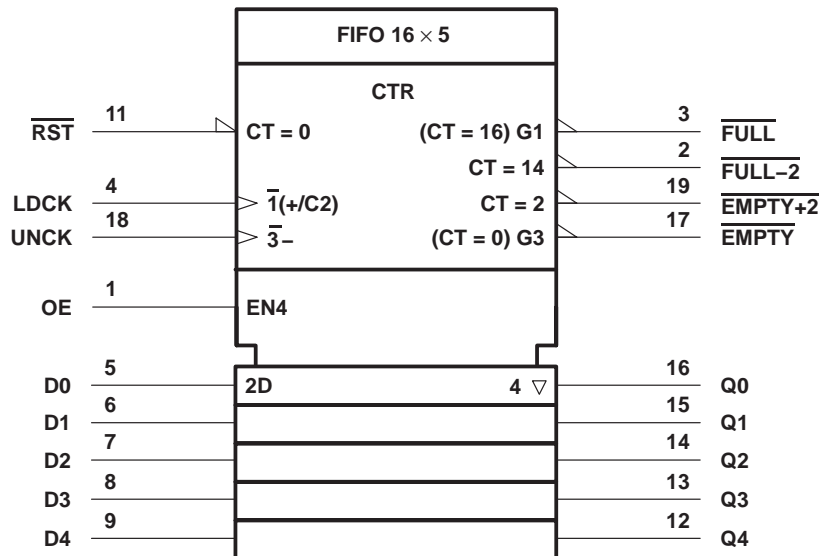 FIFO 16 × 5
CTR
RST 11 CT = 0 (CT = 16) G1 3 FULL
CT = 14 2 FULL–2
LDCK 4 1(+/C2) CT = 2 19 EMPTY+2
UNCK 18 3– (CT = 0) G3 17 EMPTY
OE 1 EN4
D0 5 2D 4 ▽ 16 Q0
D1 6 15 Q1
D2 7 14 Q2
D3 8 13 Q3
D4 9 12 Q4